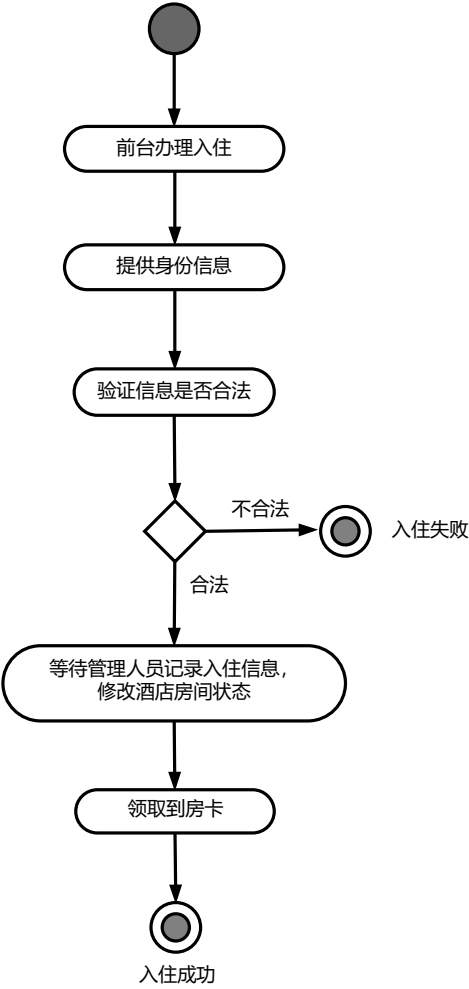 前台办理入住
提供身份信息
验证信息是否合法
不合法
入住失败
合法
等待管理人员记录入住信息，
修改酒店房间状态
领取到房卡
入住成功